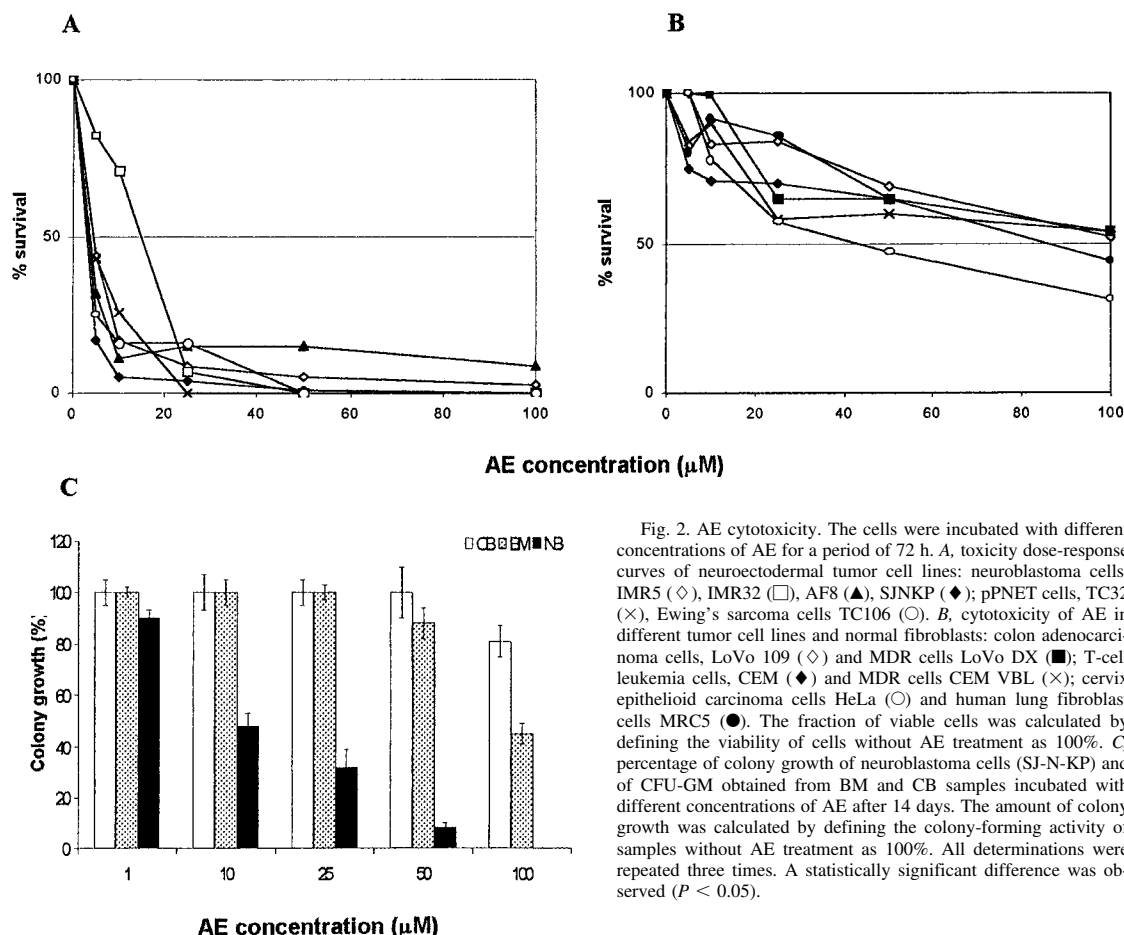 A
B
100
50
0
% survival
0 20 40 60 80 100
100
50
0
% survival
0 20 40 60 80 100
AE concentration (µM)
C
120
100
80
60
40
20
0
Colony growth (%)
□CB ▒BM ■NB
1 10 25 50 100
AE concentration (µM)
Fig. 2. AE cytotoxicity. The cells were incubated with different
concentrations of AE for a period of 72 h. A, toxicity dose-response
curves of neuroectodermal tumor cell lines: neuroblastoma cells
IMR5 (◇), IMR32 (□), AF8 (▲), SJNKP (◆); pPNET cells, TC32
(×), Ewing's sarcoma cells TC106 (○). B, cytotoxicity of AE in
different tumor cell lines and normal fibroblasts: colon adenocarci-
noma cells, LoVo 109 (◇) and MDR cells LoVo DX (■); T-cell
leukemia cells, CEM (◆) and MDR cells CEM VBL (×); cervix
epithelioid carcinoma cells HeLa (○) and human lung fibroblast
cells MRC5 (●). The fraction of viable cells was calculated by
defining the viability of cells without AE treatment as 100%. C,
percentage of colony growth of neuroblastoma cells (SJ-N-KP) and
of CFU-GM obtained from BM and CB samples incubated with
different concentrations of AE after 14 days. The amount of colony
growth was calculated by defining the colony-forming activity of
samples without AE treatment as 100%. All determinations were
repeated three times. A statistically significant difference was ob-
served (P < 0.05).